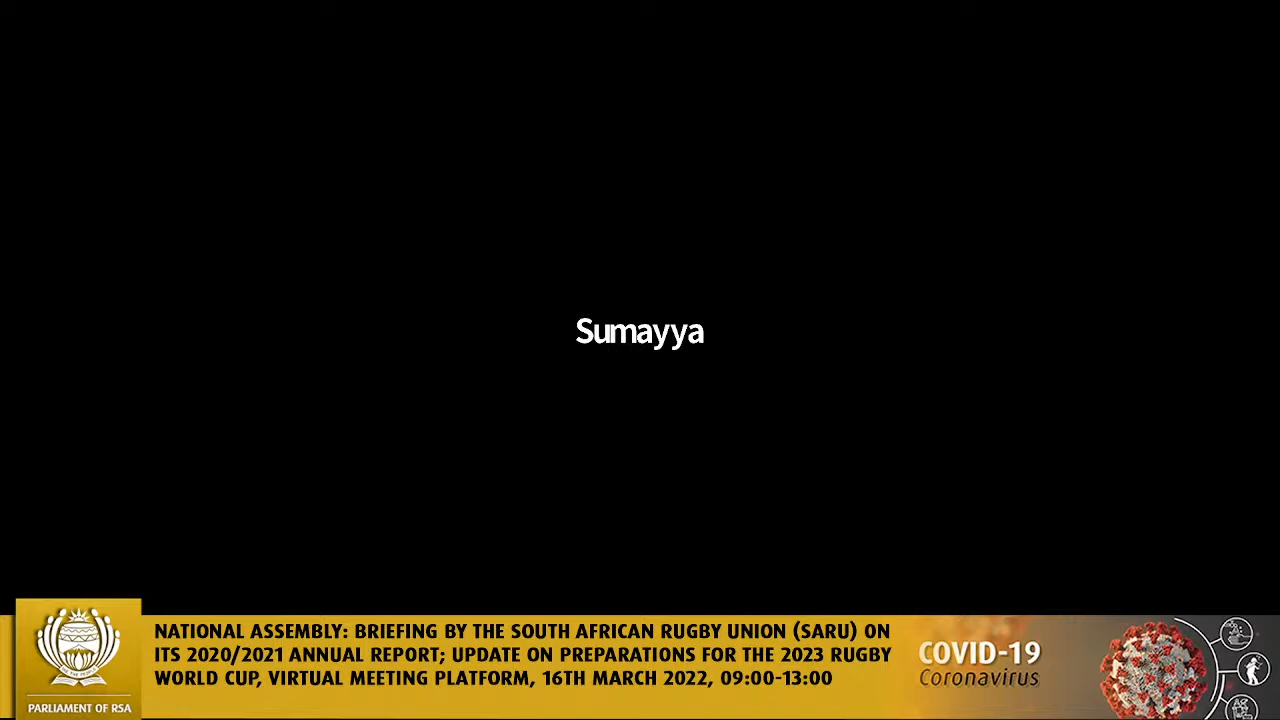 Sumayya
NATIONAL ASSEMBLY: BRIEFING BY THE SOUTH AFRICAN RUGBY UNION (SARU) ON
ITS 2020/2021 ANNUAL REPORT; UPDATE ON PREPARATIONS FOR THE 2023 RUGBY
WORLD CUP, VIRTUAL MEETING PLATFORM, 16TH MARCH 2022, 09:00-13:00
COVID-19
Coronavirus
PARLIAMENT OF RSA